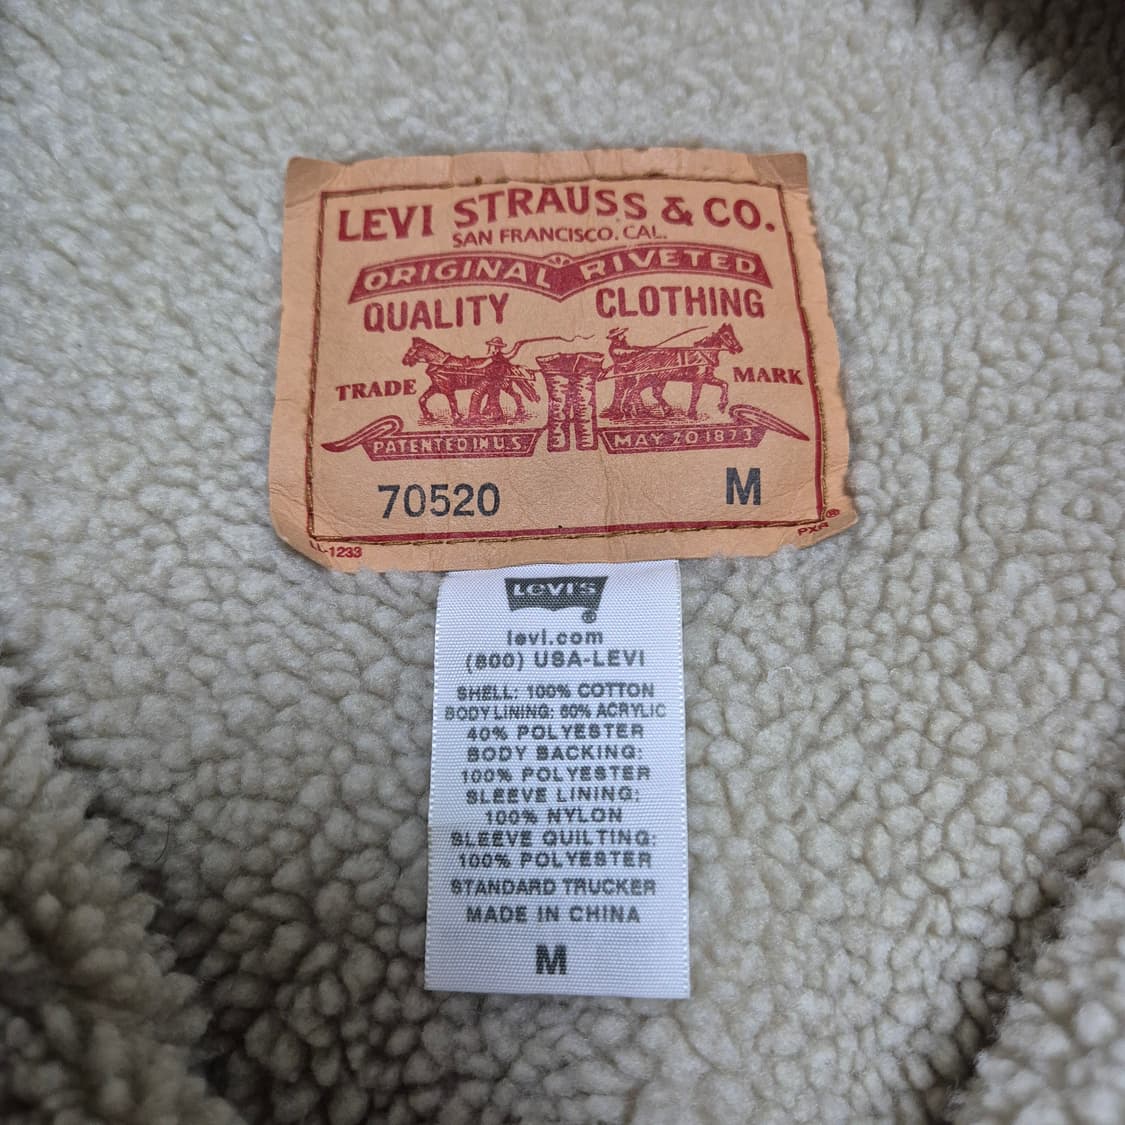 LEVI STRAUSS & CO.
SAN FRANCISCO. CAL.
ORIGINAL RIVETED
QUALITY CLOTHING
TRADE MARK
PATENTED IN U.S. MAY 20 1873
70520 M
LL-1233 PXR®
LEVI'S
®
levi.com
(800) USA-LEVI
SHELL: 100% COTTON
BODY LINING: 60% ACRYLIC
40% POLYESTER
BODY BACKING:
100% POLYESTER
SLEEVE LINING:
100% NYLON
SLEEVE QUILTING:
100% POLYESTER
STANDARD TRUCKER
MADE IN CHINA
M